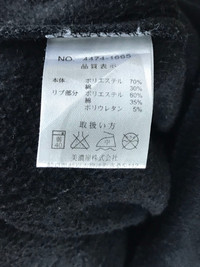 NO. 4474-1665
品質表示
本体 ポリエステル 70%
綿 30%
リブ部分 ポリエステル 60%
綿 35%
ポリウレタン 5%
取扱い方
美濃屋株式会社